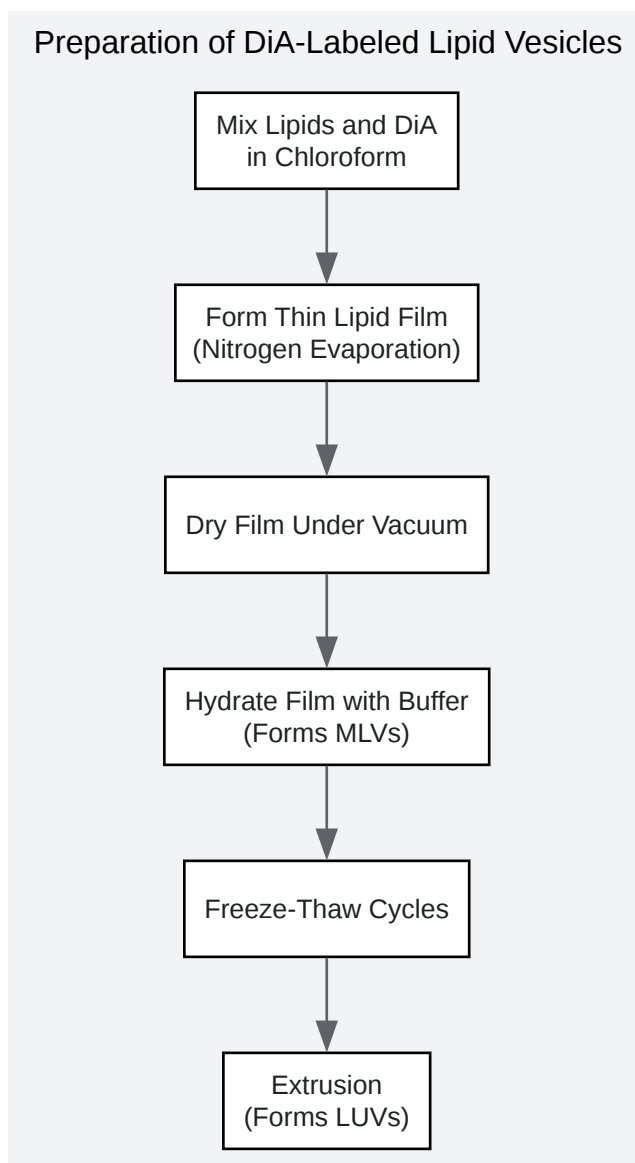 Preparation of DiA-Labeled Lipid Vesicles
Mix Lipids and DiA
in Chloroform
Form Thin Lipid Film
(Nitrogen Evaporation)
Dry Film Under Vacuum
Hydrate Film with Buffer
(Forms MLVs)
Freeze-Thaw Cycles
Extrusion
(Forms LUVs)